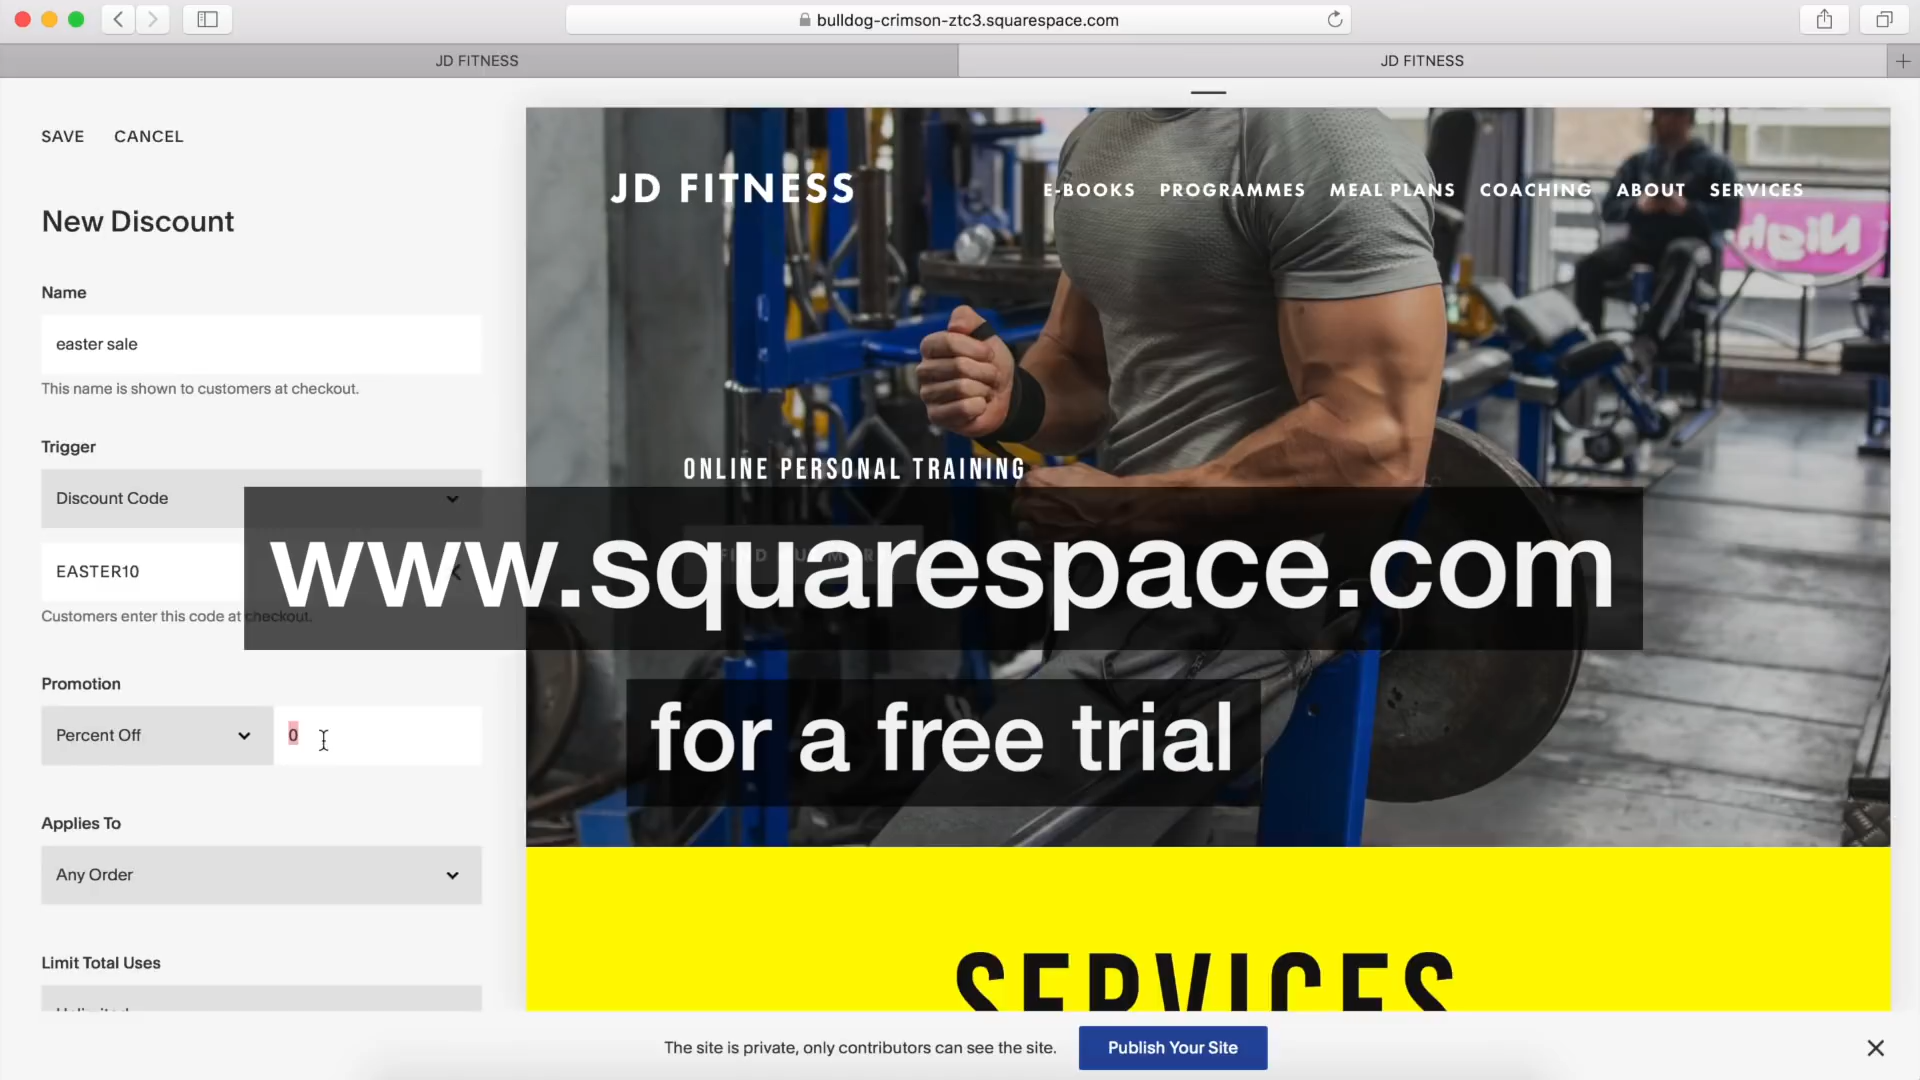 bulldog-crimson-ztc3.squarespace.com
JD FITNESS
JD FITNESS
SAVE CANCEL
New Discount
Name
easter sale
This name is shown to customers at checkout.
Trigger
Discount Code
EASTER10
Customers enter this code at checkout.
Promotion
Percent Off
0
Applies To
Any Order
Limit Total Uses
Unlimited
JD FITNESS
E-BOOKS PROGRAMMES MEAL PLANS COACHING ABOUT SERVICES
ONLINE PERSONAL TRAINING
www.squarespace.com
for a free trial
SERVICES
The site is private, only contributors can see the site.
Publish Your Site